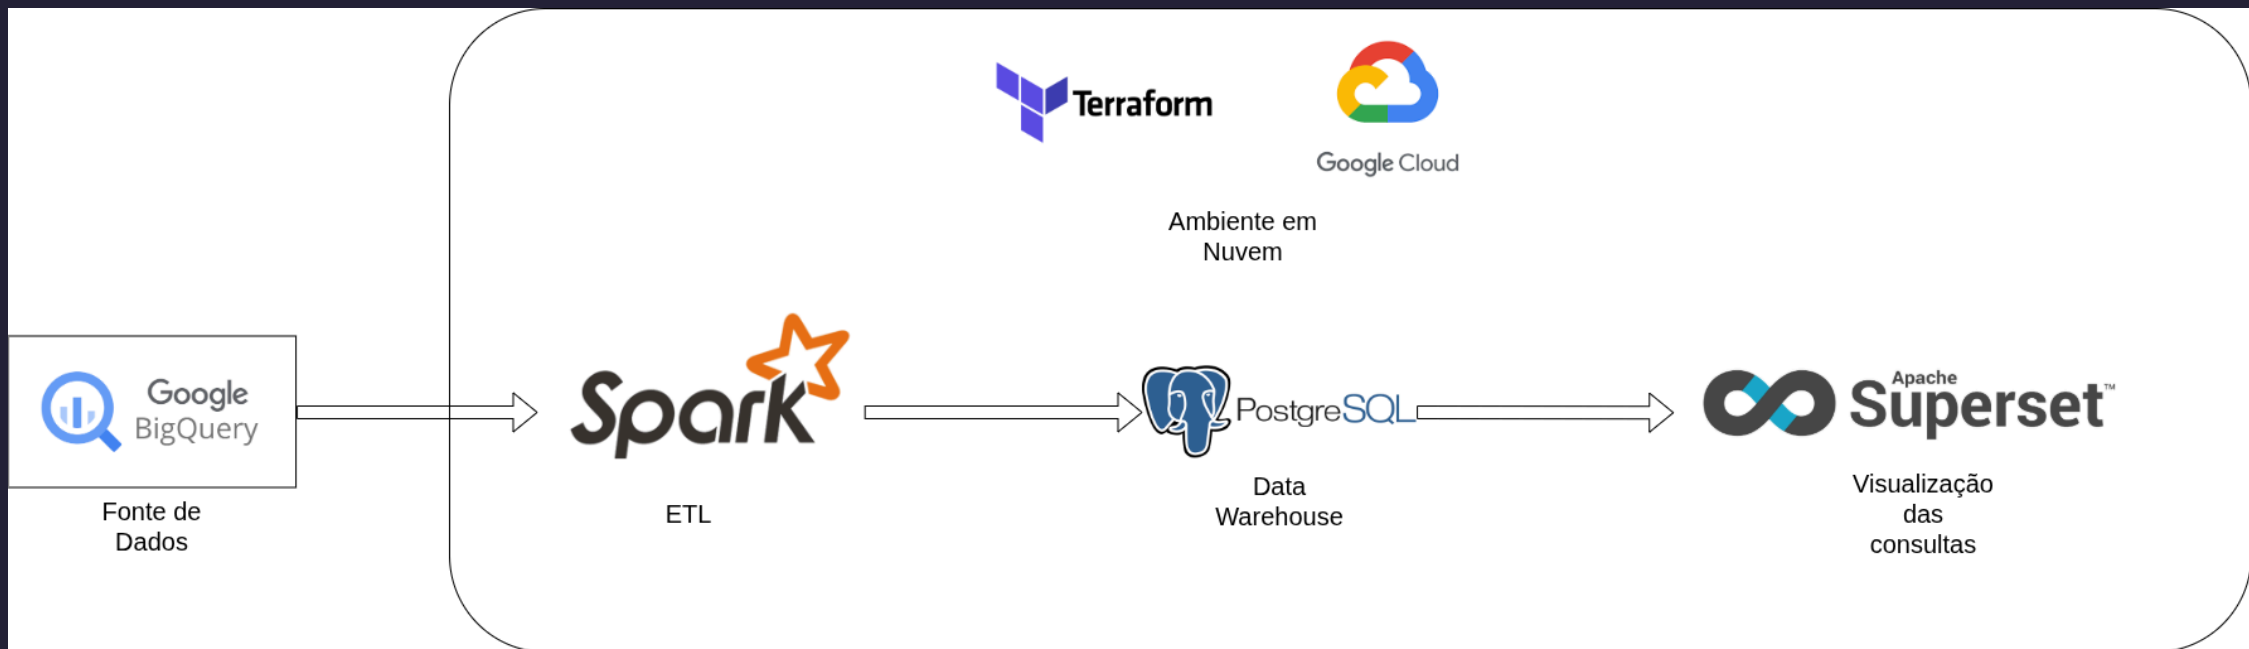 Terraform
Google Cloud
Ambiente em
Nuvem
Google
BigQuery
Fonte de
Dados
Spark
ETL
PostgreSQL
Data
Warehouse
Apache
Superset™
Visualização
das
consultas